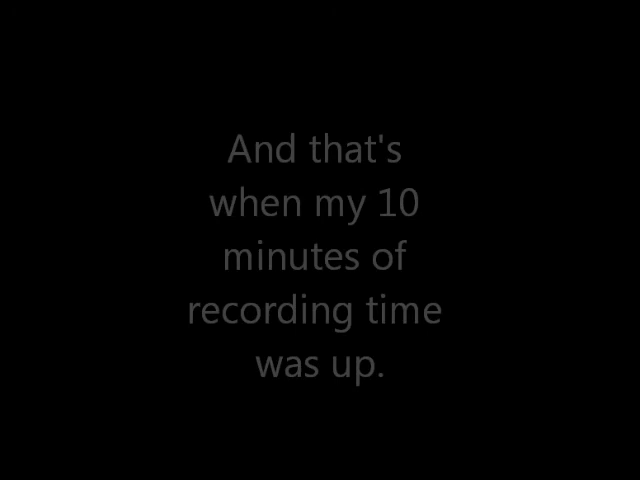 And that's
when my 10
minutes of
recording time
was up.